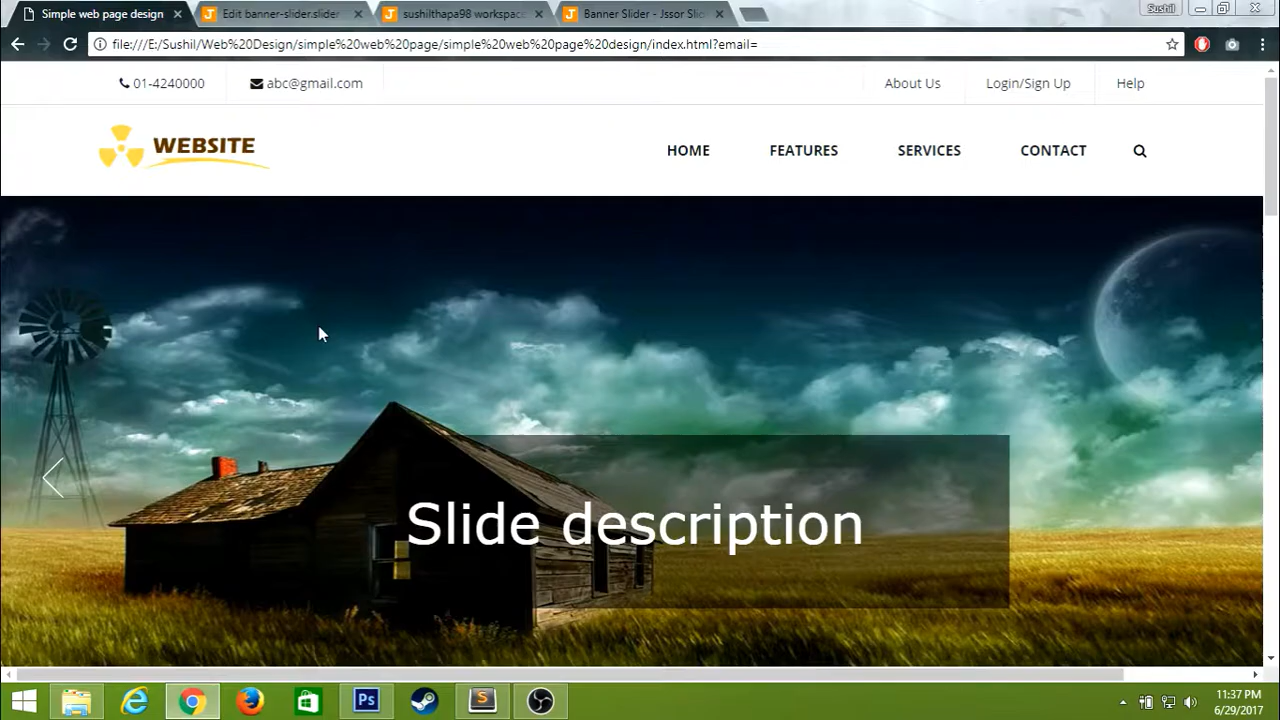 Simple web page design
Edit banner-slider.slider
sushilthapa98 workspac
Banner Slider - Jssor Slid
Sushil
file:///E:/Sushil/Web%20Design/simple%20web%20page/simple%20web%20page%20design/index.html?email=
01-4240000
abc@gmail.com
About Us
Login/Sign Up
Help
WEBSITE
HOME
FEATURES
SERVICES
CONTACT
Slide description
Ps
S
11:37 PM
6/29/2017